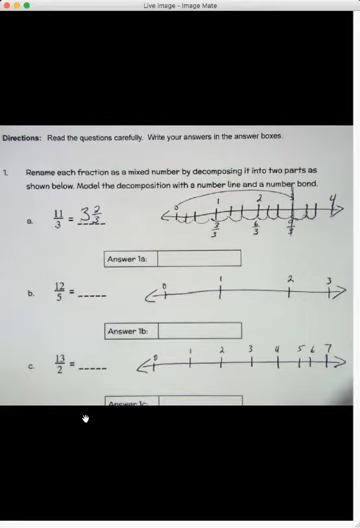 Live Image - Image Mate
Directions: Read the questions carefully. Write your answers in the answer boxes.
1. Rename each fraction as a mixed number by decomposing it into two parts as
shown below. Model the decomposition with a number line and a number bond.
a. 11/3 = 3 2/3
0 1 2 4
3/3 6/3 9/3
Answer 1a:
b. 12/5 = _____
0 1 2 3
Answer 1b:
c. 13/2 = _____
0 1 2 3 4 5 6 7
Answer 1c: